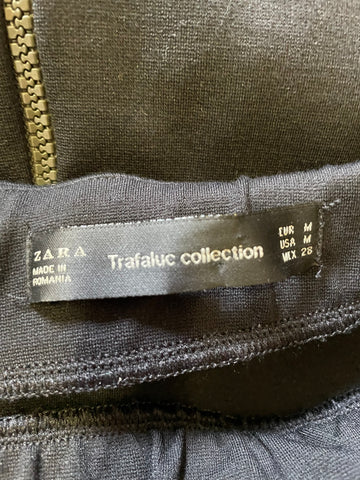 ZARA
MADE IN
ROMANIA
Trafaluc collection
EUR M
USA M
MEX 28